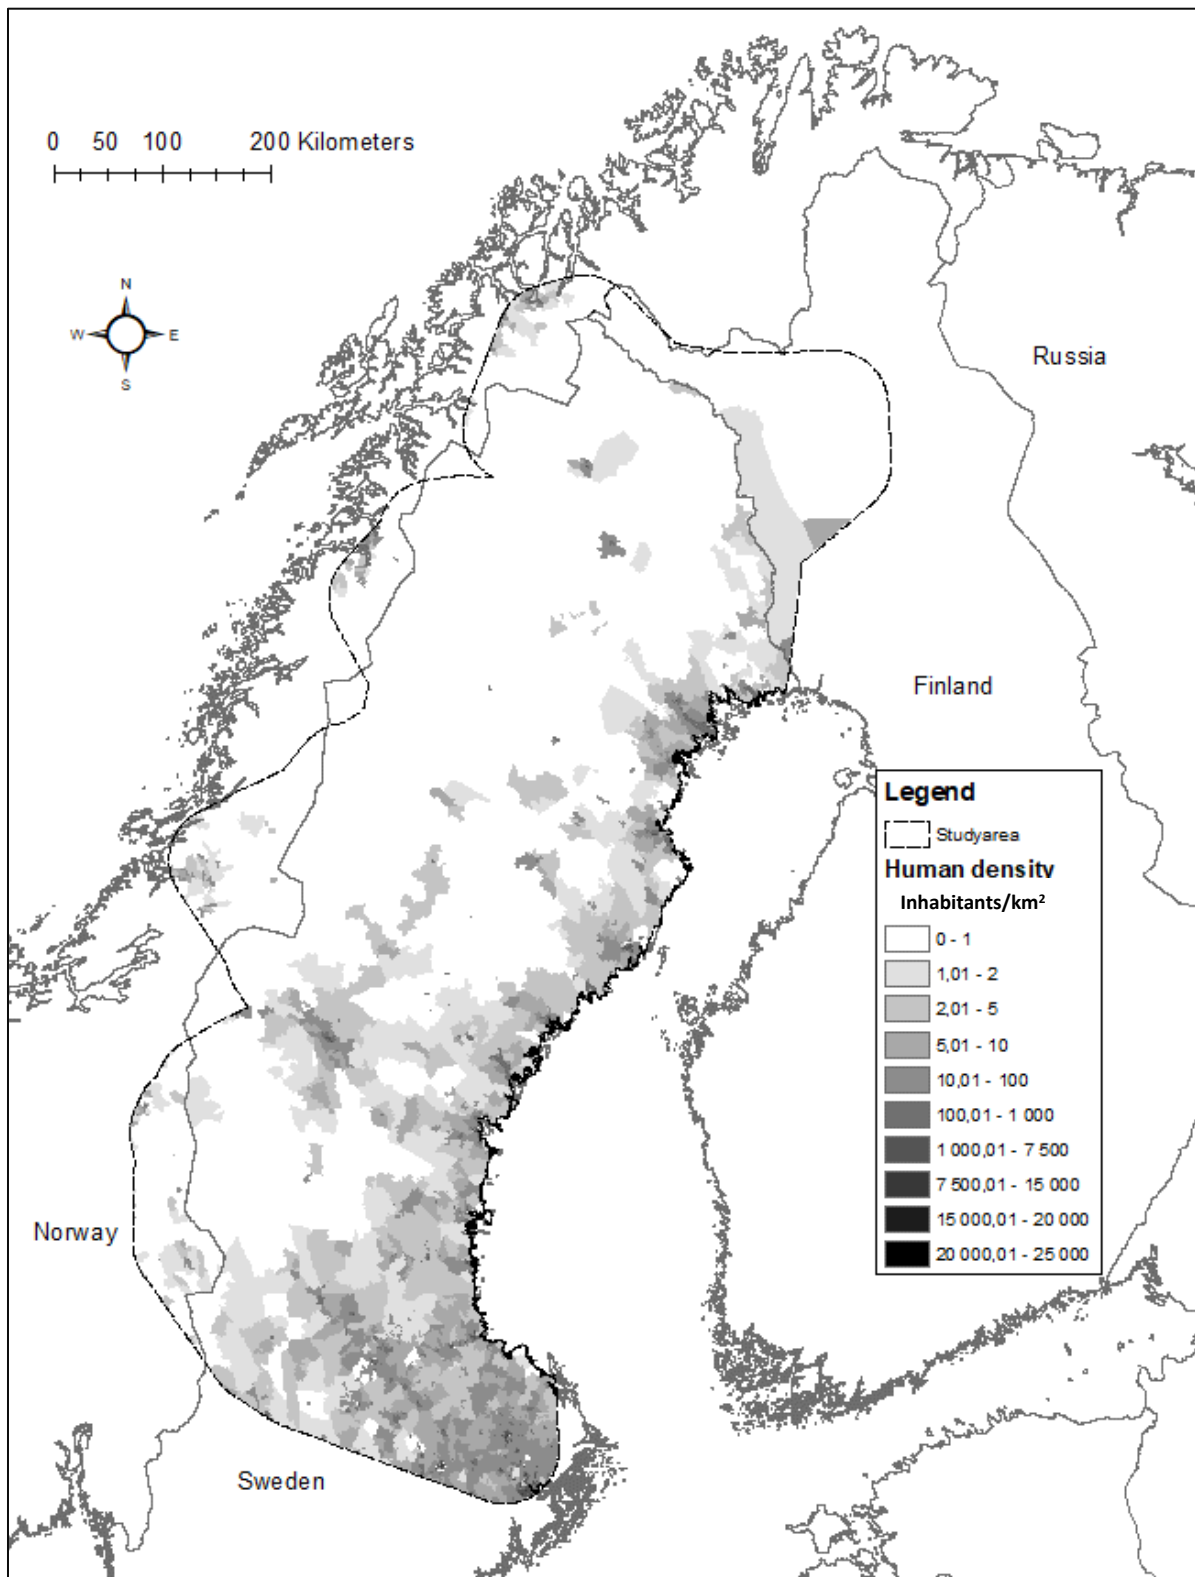 0 50 100 200 Kilometers
N
W E
S
Russia
Finland
Norway
Sweden
Legend
Studyarea
Human density
Inhabitants/km²
0 - 1
1,01 - 2
2,01 - 5
5,01 - 10
10,01 - 100
100,01 - 1 000
1 000,01 - 7 500
7 500,01 - 15 000
15 000,01 - 20 000
20 000,01 - 25 000